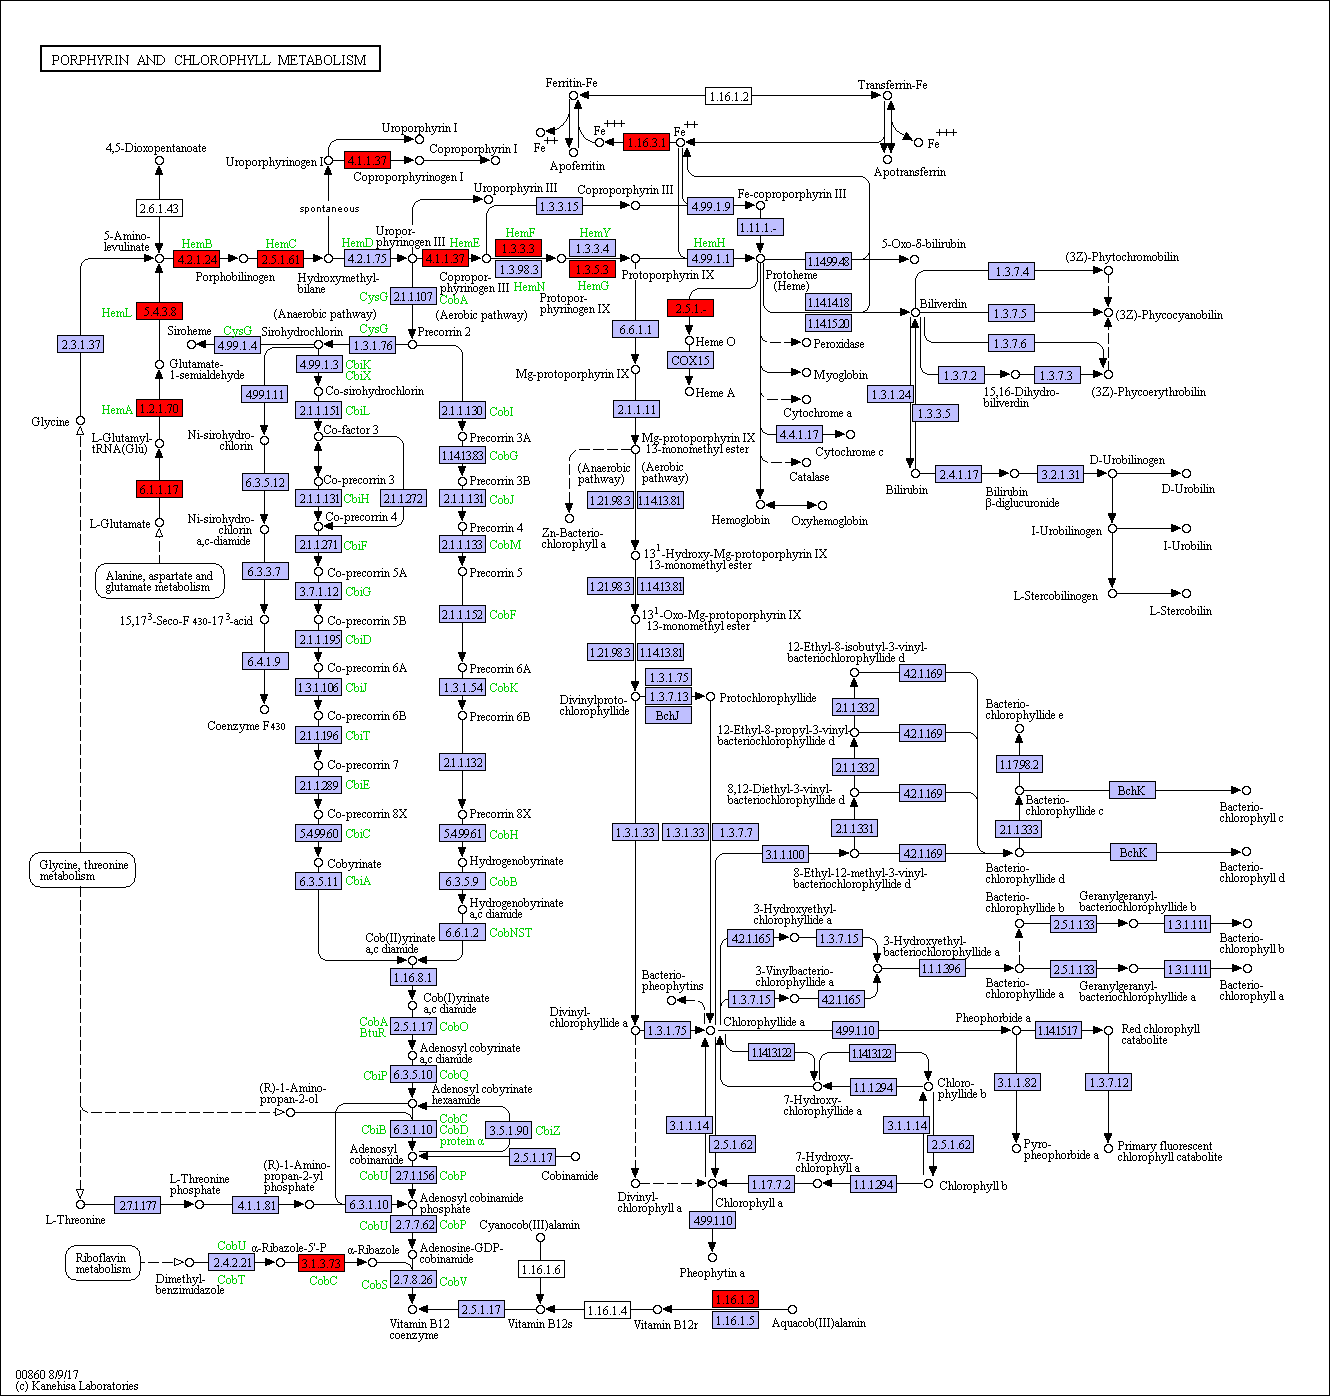 PORPHYRIN AND CHLOROPHYLL METABOLISM
Ferritin-Fe
1.16.1.2
Transferrin-Fe
Fe+++
1.16.3.1
Fe++
Fe++
Fe+++
Apoferritin
Apotransferrin
Uroporphyrin I
4,5-Dioxopentanoate
Uroporphyrinogen I
4.1.1.37
Coproporphyrin I
Coproporphyrinogen I
2.6.1.43
spontaneous
Uroporphyrin III
Coproporphyrin III
Fe-coproporphyrin III
1.3.3.15
4.99.1.9
1.11.1.-
5-Amino-
levulinate
HemB
4.2.1.24
Porphobilinogen
HemC
2.5.1.61
Hydroxymethyl-
bilane
HemD
4.2.1.75
Uropor-
phyrinogen III
HemE
4.1.1.37
Copropor-
phyrinogen III
HemF
1.3.3.3
1.3.98.3
HemN
HemY
1.3.3.4
1.3.5.3
HemG
Protopor-
phyrinogen IX
Protoporphyrin IX
HemH
4.99.1.1
Protoheme
(Heme)
1.14.99.48
5-Oxo-δ-bilirubin
1.14.14.18
1.14.15.20
Biliverdin
1.3.7.4
(3Z)-Phytochromobilin
1.3.7.5
(3Z)-Phycocyanobilin
1.3.7.6
1.3.7.2
15,16-Dihydro-
biliverdin
1.3.7.3
(3Z)-Phycoerythrobilin
HemL
5.4.3.8
2.3.1.37
Glutamate-
1-semialdehyde
HemA
1.2.1.70
Glycine
L-Glutamyl-
tRNA(Glu)
6.1.1.17
L-Glutamate
Alanine, aspartate and
glutamate metabolism
CysG
2.1.1.107
CobA
(Anaerobic pathway)
(Aerobic pathway)
Siroheme
CysG
4.99.1.4
Sirohydrochlorin
CysG
1.3.1.76
Precorrin 2
4.99.1.3
CbiK
CbiX
Co-sirohydrochlorin
4.99.1.11
2.1.1.151
CbiL
2.1.1.130
CobI
Ni-sirohydro-
chlorin
Co-factor 3
Precorrin 3A
1.14.13.83
CobG
6.3.5.12
Co-precorrin 3
Precorrin 3B
2.1.1.131
CbiH
2.1.1.272
2.1.1.131
CobJ
Ni-sirohydro-
chlorin
a,c-diamide
Co-precorrin 4
Precorrin 4
2.1.1.271
CbiF
2.1.1.133
CobM
6.3.3.7
Co-precorrin 5A
Precorrin 5
3.7.1.12
CbiG
2.1.1.152
CobF
15,17³-Seco-F 430-17³-acid
Co-precorrin 5B
2.1.1.195
CbiD
6.4.1.9
Co-precorrin 6A
Precorrin 6A
1.3.1.106
CbiJ
1.3.1.54
CobK
Coenzyme F430
Co-precorrin 6B
Precorrin 6B
2.1.1.196
CbiT
2.1.1.132
Co-precorrin 7
2.1.1.289
CbiE
Co-precorrin 8X
Precorrin 8X
5.4.99.60
CbiC
5.4.99.61
CobH
Cobyrinate
Hydrogenobyrinate
6.3.5.11
CbiA
6.3.5.9
CobB
Hydrogenobyrinate
a,c diamide
6.6.1.2
CobNST
Cob(II)yrinate
a,c diamide
1.16.8.1
Cob(I)yrinate
a,c diamide
CobA
BtuR
2.5.1.17
CobO
Adenosyl cobyrinate
a,c diamide
CbiP
6.3.5.10
CobQ
Adenosyl cobyrinate
hexaamide
(R)-1-Amino-
propan-2-ol
CbiB
6.3.1.10
CobC
CobD
protein α
3.5.1.90
CbiZ
Adenosyl
cobinamide
2.5.1.17
Cobinamide
CobU
2.7.1.156
CobP
Glycine, threonine
metabolism
L-Threonine
2.7.1.177
L-Threonine
phosphate
4.1.1.81
(R)-1-Amino-
propan-2-yl
phosphate
6.3.1.10
Adenosyl cobinamide
phosphate
CobU
2.7.7.62
CobP
Cyanocob(III)alamin
Riboflavin
metabolism
Dimethyl-
benzimidazole
CobU
2.4.2.21
CobT
α-Ribazole-5'-P
3.1.3.73
CobC
α-Ribazole
Adenosine-GDP-
cobinamide
CobS
2.7.8.26
CobV
1.16.1.6
Vitamin B12
coenzyme
2.5.1.17
Vitamin B12s
1.16.1.4
Vitamin B12r
1.16.1.3
1.16.1.5
Aquacob(III)alamin
2.5.1.-
Heme O
COX15
Heme A
6.6.1.1
Mg-protoporphyrin IX
2.1.1.11
Mg-protoporphyrin IX
13-monomethyl ester
(Anaerobic
pathway)
(Aerobic
pathway)
1.21.98.3
1.14.13.81
Zn-Bacterio-
chlorophyll a
13¹-Hydroxy-Mg-protoporphyrin IX
13-monomethyl ester
1.21.98.3
1.14.13.81
13¹-Oxo-Mg-protoporphyrin IX
13-monomethyl ester
1.21.98.3
1.14.13.81
Peroxidase
Myoglobin
Cytochrome a
4.4.1.17
Cytochrome c
Catalase
Hemoglobin
Oxyhemoglobin
1.3.1.24
1.3.3.5
Bilirubin
2.4.1.17
Bilirubin
β-diglucuronide
3.2.1.31
D-Urobilinogen
D-Urobilin
I-Urobilinogen
I-Urobilin
L-Stercobilinogen
L-Stercobilin
Divinylproto-
chlorophyllide
1.3.1.75
1.3.7.13
BchJ
Protochlorophyllide
1.3.1.33
1.3.1.33
1.3.7.7
12-Ethyl-8-isobutyl-3-vinyl-
bacteriochlorophyllide d
4.2.1.169
2.1.1.332
12-Ethyl-8-propyl-3-vinyl-
bacteriochlorophyllide d
4.2.1.169
2.1.1.332
8,12-Diethyl-3-vinyl-
bacteriochlorophyllide d
4.2.1.169
2.1.1.331
3.1.1.100
4.2.1.169
8-Ethyl-12-methyl-3-vinyl-
bacteriochlorophyllide d
Bacterio-
chlorophyllide e
1.17.98.2
Bacterio-
chlorophyllide c
BchK
Bacterio-
chlorophyll c
2.1.1.333
Bacterio-
chlorophyllide d
BchK
Bacterio-
chlorophyll d
3-Hydroxyethyl-
chlorophyllide a
4.2.1.165
1.3.7.15
3-Hydroxyethyl-
bacteriochlorophyllide a
3-Vinylbacterio-
chlorophyllide a
1.3.7.15
4.2.1.165
1.1.1.396
Bacterio-
chlorophyllide b
2.5.1.133
Geranylgeranyl-
bacteriochlorophyllide b
1.3.1.111
Bacterio-
chlorophyll b
Bacterio-
chlorophyllide a
2.5.1.133
Geranylgeranyl-
bacteriochlorophyllide a
1.3.1.111
Bacterio-
chlorophyll a
Bacterio-
pheophytins
Divinyl-
chlorophyllide a
1.3.1.75
Chlorophyllide a
4.99.1.10
Pheophorbide a
1.14.15.17
Red chlorophyll
catabolite
1.14.13.122
1.14.13.122
7-Hydroxy-
chlorophyllide a
1.1.1.294
Chloro-
phyllide b
3.1.1.82
1.3.7.12
3.1.1.14
2.5.1.62
3.1.1.14
2.5.1.62
Pyro-
pheophorbide a
Primary fluorescent
chlorophyll catabolite
Divinyl-
chlorophyll a
Chlorophyll a
1.17.7.2
7-Hydroxy-
chlorophyll a
1.1.1.294
Chlorophyll b
4.99.1.10
Pheophytin a
00860 8/9/17
(c) Kanehisa Laboratories